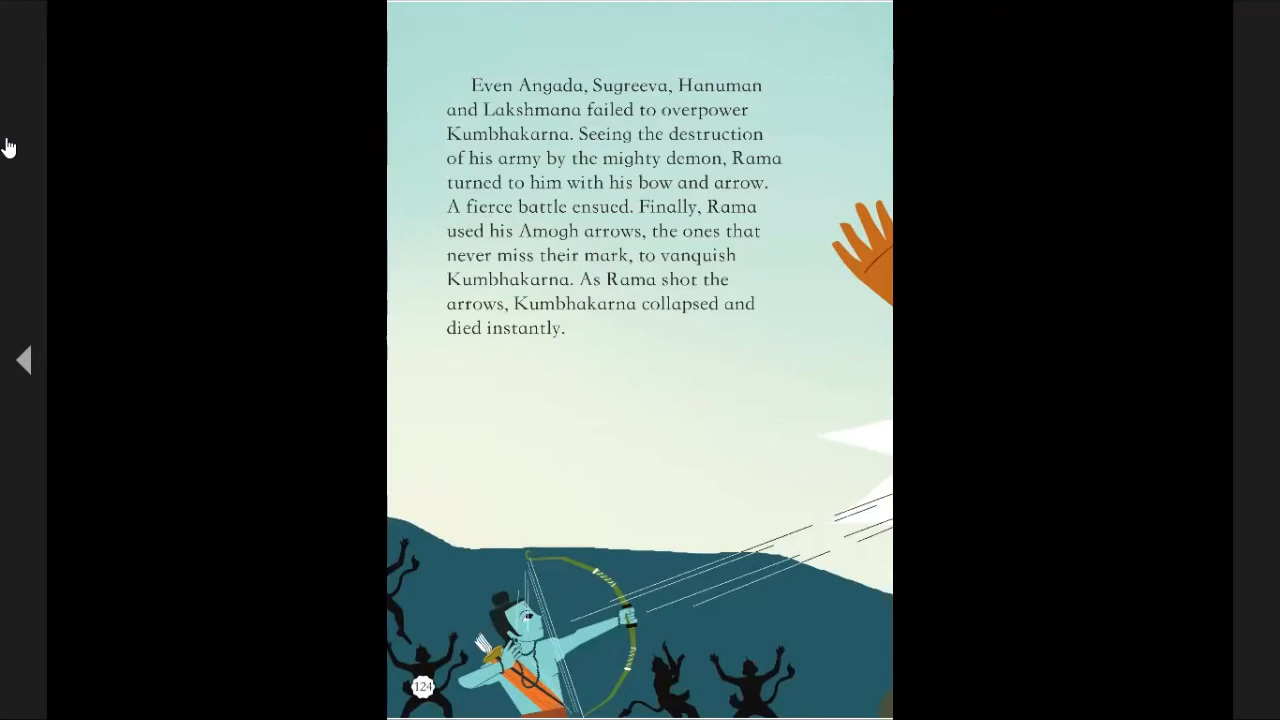 Even Angada, Sugreeva, Hanuman
and Lakshmana failed to overpower
Kumbhakarna. Seeing the destruction
of his army by the mighty demon, Rama
turned to him with his bow and arrow.
A fierce battle ensued. Finally, Rama
used his Amogh arrows, the ones that
never miss their mark, to vanquish
Kumbhakarna. As Rama shot the
arrows, Kumbhakarna collapsed and
died instantly.
124